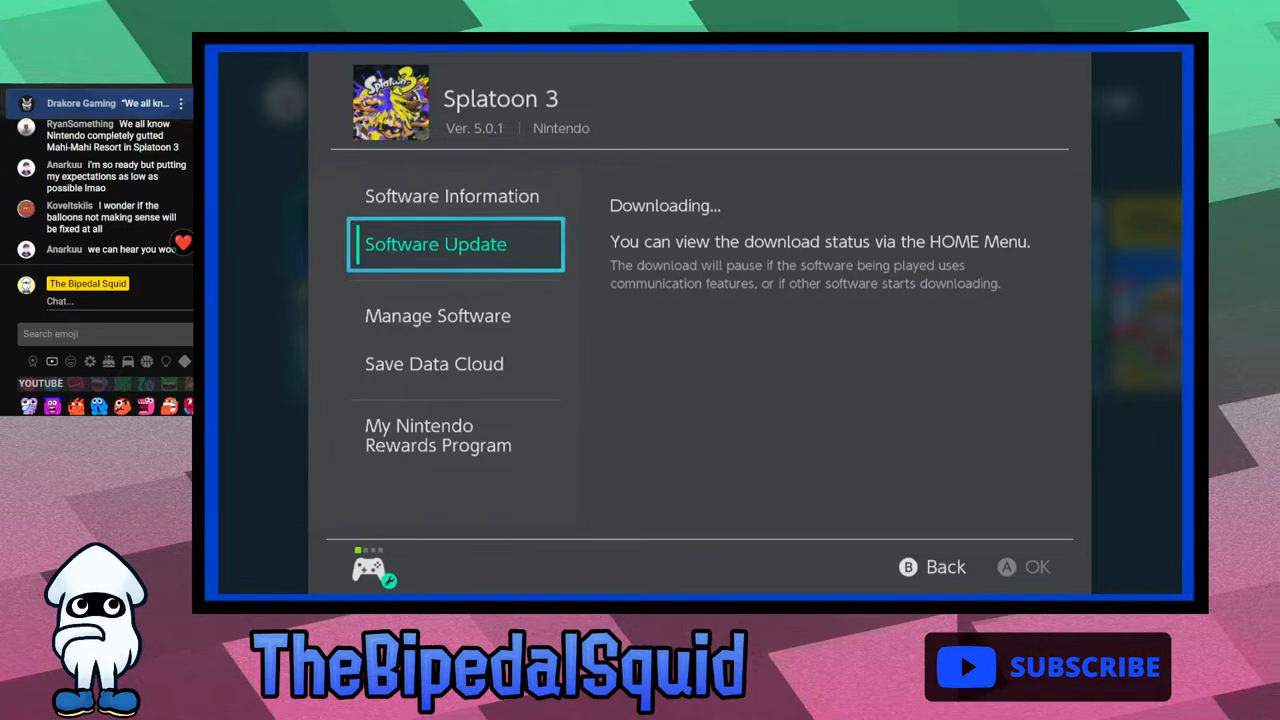 Drakore Gaming "We all kn...
RyanSomething We all know
Nintendo completely gutted
Mahi-Mahi Resort in Splatoon 3
Anarkuu i'm so ready but putting
my expectations as low as
possible lmao
Koveltskiis I wonder if the
balloons not making sense will
be fixed at all
Anarkuu we can hear you woo
The Bipedal Squid
Chat...
Search emoji
YOUTUBE
Splatoon 3
Splatoon 3
Ver. 5.0.1 | Nintendo
Software Information
Software Update
Manage Software
Save Data Cloud
My Nintendo
Rewards Program
Downloading...
You can view the download status via the HOME Menu.
The download will pause if the software being played uses
communication features, or if other software starts downloading.
B Back
A OK
TheBipedalSquid
SUBSCRIBE